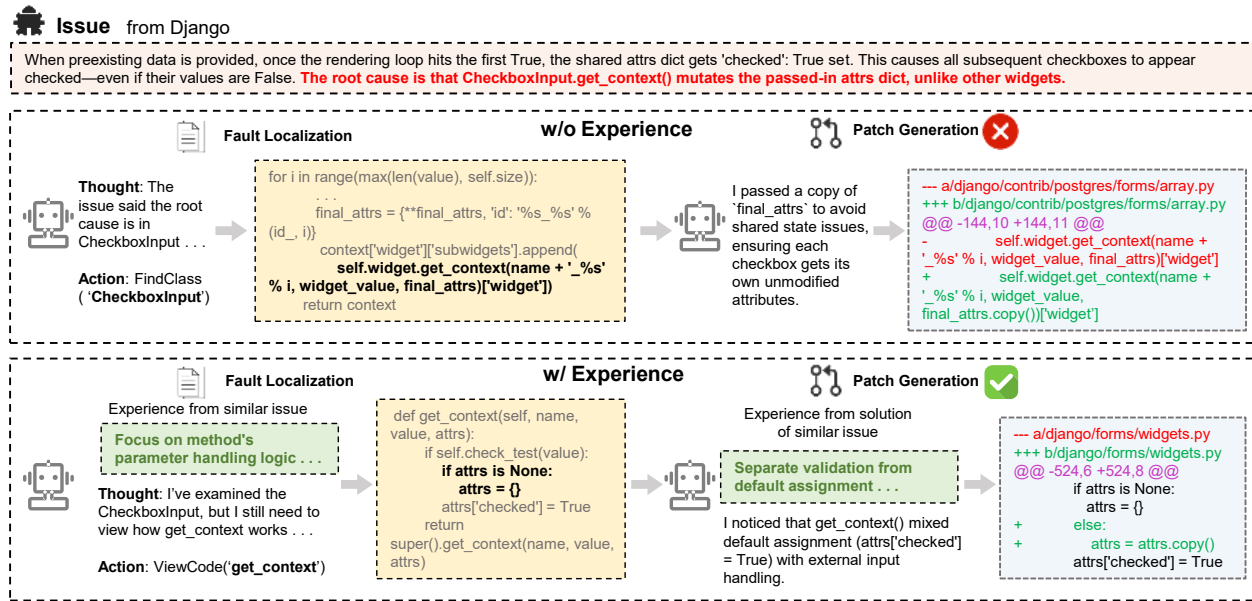 Issue from Django
When preexisting data is provided, once the rendering loop hits the first True, the shared attrs dict gets 'checked': True set. This causes all subsequent checkboxes to appear
checked—even if their values are False. The root cause is that CheckboxInput.get_context() mutates the passed-in attrs dict, unlike other widgets.
w/o Experience
Fault Localization
Patch Generation
Thought: The
issue said the root
cause is in
CheckboxInput . . .
Action: FindClass
( ‘CheckboxInput’)
for i in range(max(len(value), self.size)):
. . .
final_attrs = {**final_attrs, 'id': '%s_%s' %
(id_, i)}
context['widget']['subwidgets'].append(
self.widget.get_context(name + '_%s'
% i, widget_value, final_attrs)['widget'])
return context
I passed a copy of
`final_attrs` to avoid
shared state issues,
ensuring each
checkbox gets its
own unmodified
attributes.
--- a/django/contrib/postgres/forms/array.py
+++ b/django/contrib/postgres/forms/array.py
@@ -144,10 +144,11 @@
- self.widget.get_context(name +
'_%s' % i, widget_value, final_attrs)['widget']
+ self.widget.get_context(name +
'_%s' % i, widget_value,
final_attrs.copy())['widget']
w/ Experience
Fault Localization
Patch Generation
Experience from similar issue
Focus on method's
parameter handling logic . . .
Thought: I’ve examined the
CheckboxInput, but I still need to
view how get_context works . . .
Action: ViewCode(‘get_context’)
def get_context(self, name,
value, attrs):
if self.check_test(value):
if attrs is None:
attrs = {}
attrs['checked'] = True
return
super().get_context(name, value,
attrs)
Experience from solution
of similar issue
Separate validation from
default assignment . . .
I noticed that get_context() mixed
default assignment (attrs['checked']
= True) with external input
handling.
--- a/django/forms/widgets.py
+++ b/django/forms/widgets.py
@@ -524,6 +524,8 @@
if attrs is None:
attrs = {}
+ else:
+ attrs = attrs.copy()
attrs['checked'] = True